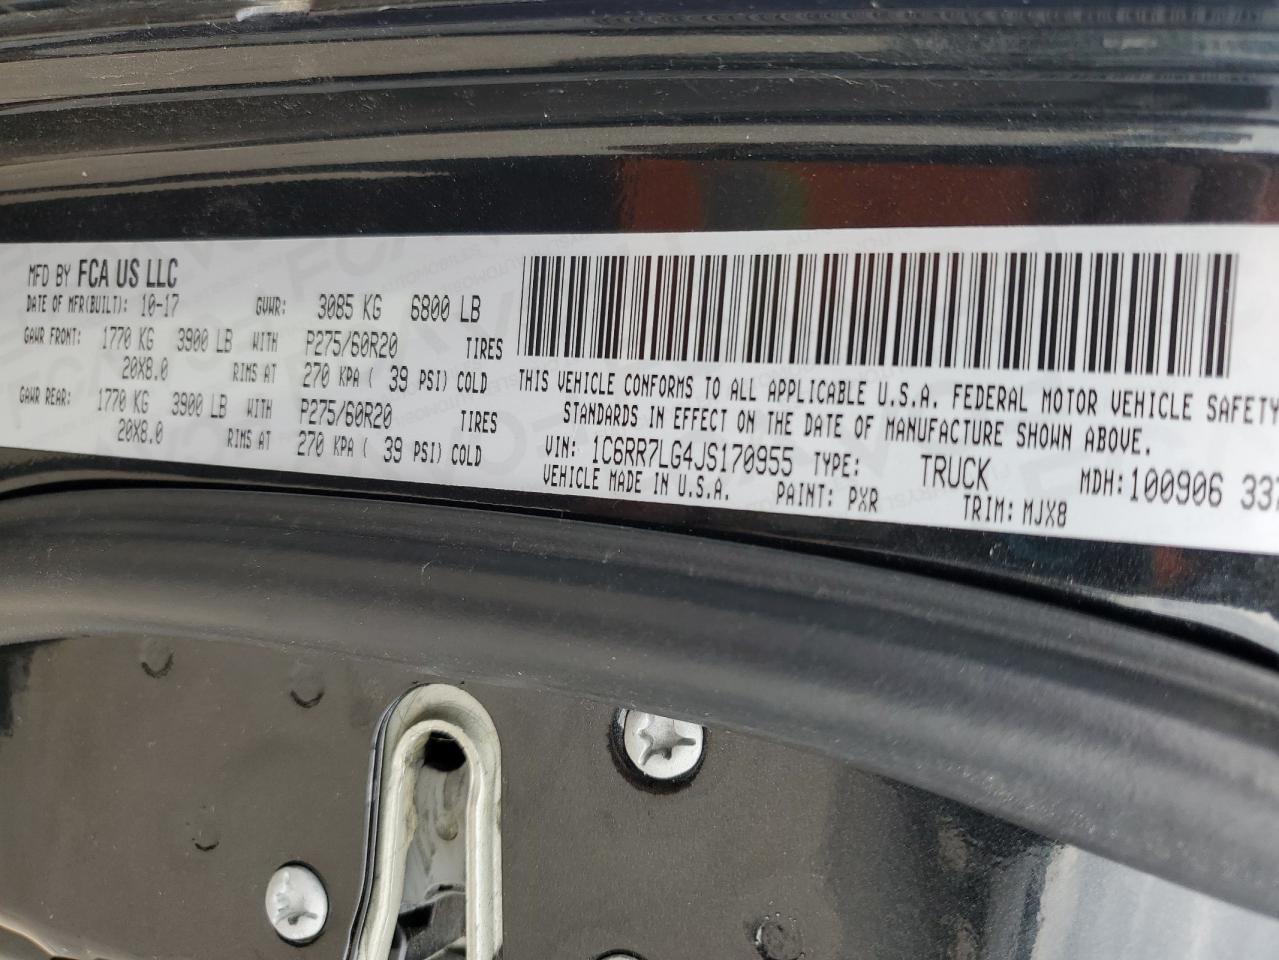 MFD BY FCA US LLC
DATE OF MFR(BUILT): 10-17 GVWR: 3085 KG 6800 LB
GAWR FRONT: 1770 KG 3900 LB WITH P275/60R20 TIRES
20X8.0 RIMS AT 270 KPA ( 39 PSI) COLD
GAWR REAR: 1770 KG 3900 LB WITH P275/60R20 TIRES
20X8.0 RIMS AT 270 KPA ( 39 PSI) COLD
THIS VEHICLE CONFORMS TO ALL APPLICABLE U.S.A. FEDERAL MOTOR VEHICLE SAFETY
STANDARDS IN EFFECT ON THE DATE OF MANUFACTURE SHOWN ABOVE.
VIN: 1C6RR7LG4JS170955 TYPE: TRUCK MDH:100906 33
VEHICLE MADE IN U.S.A. PAINT: PXR TRIM: MJX8